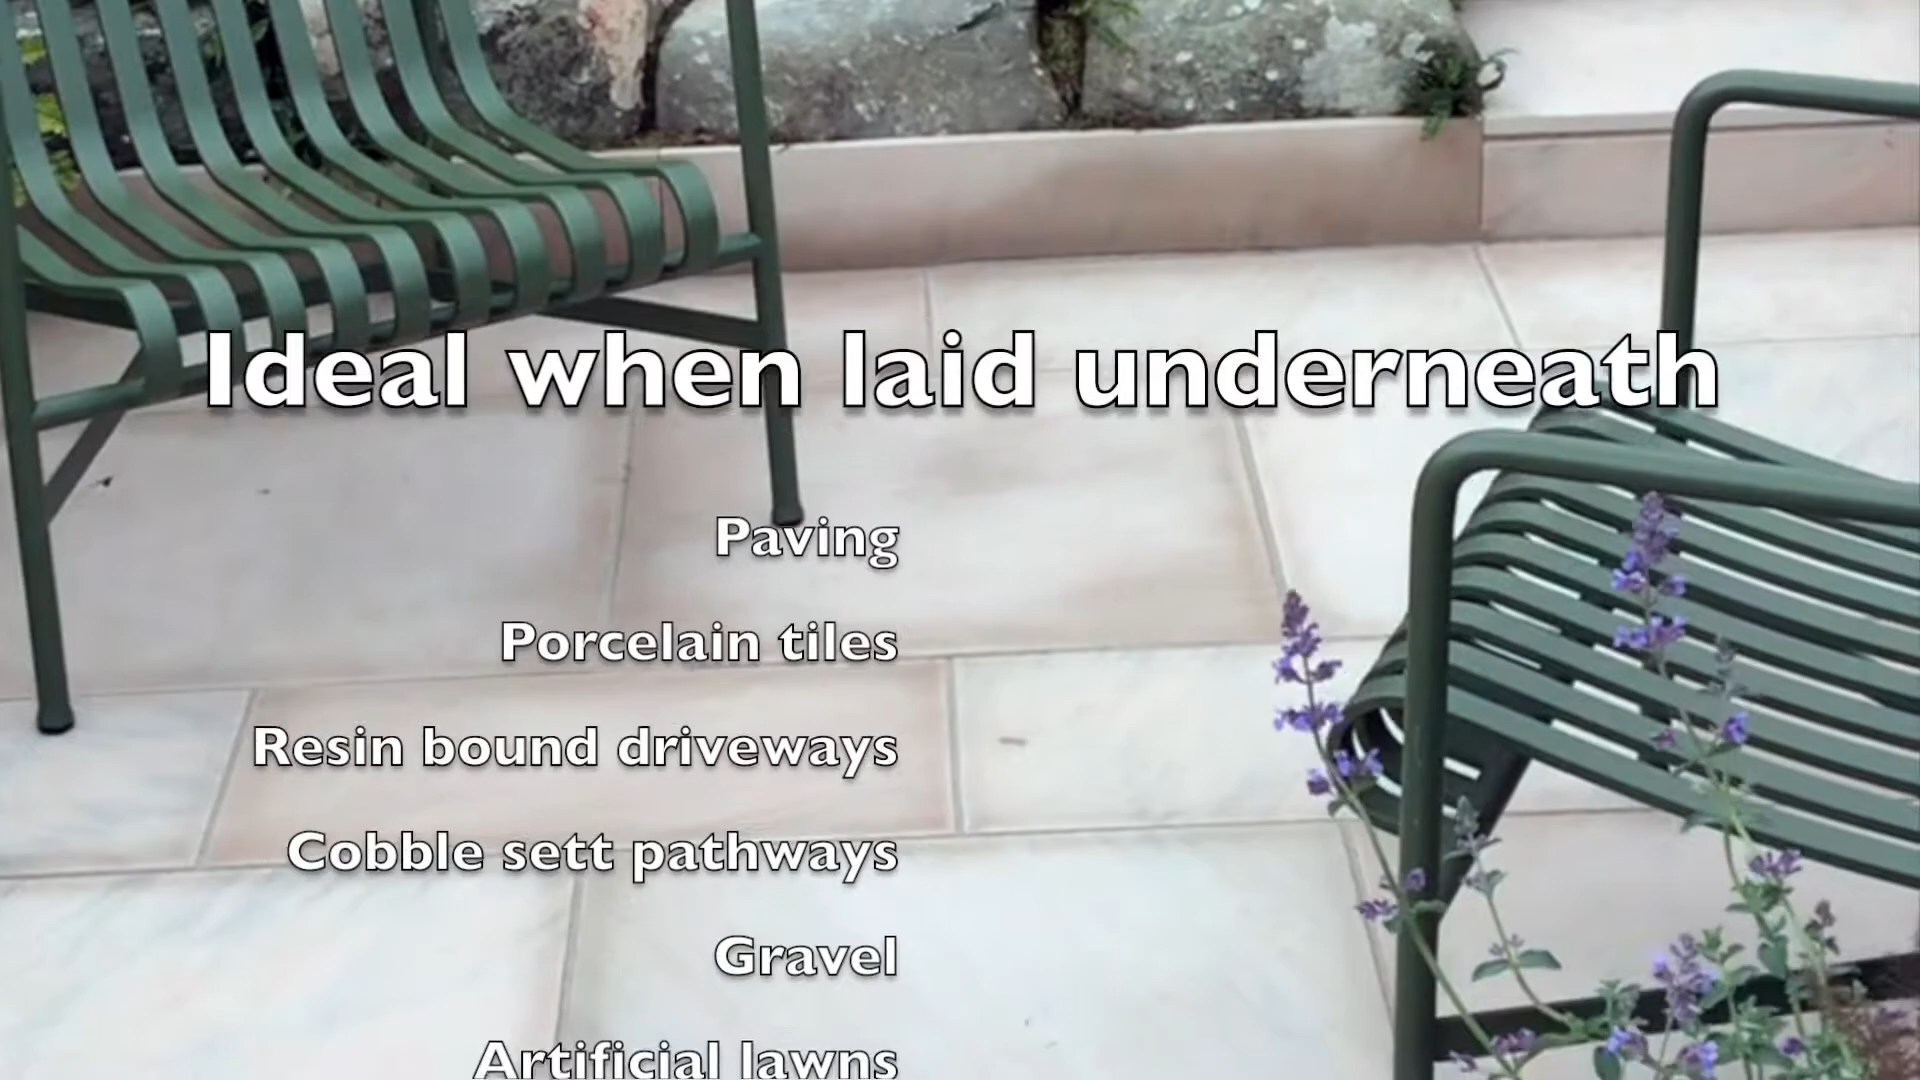 Ideal when laid underneath
Paving
Porcelain tiles
Resin bound driveways
Cobble sett pathways
Gravel
Artificial lawns